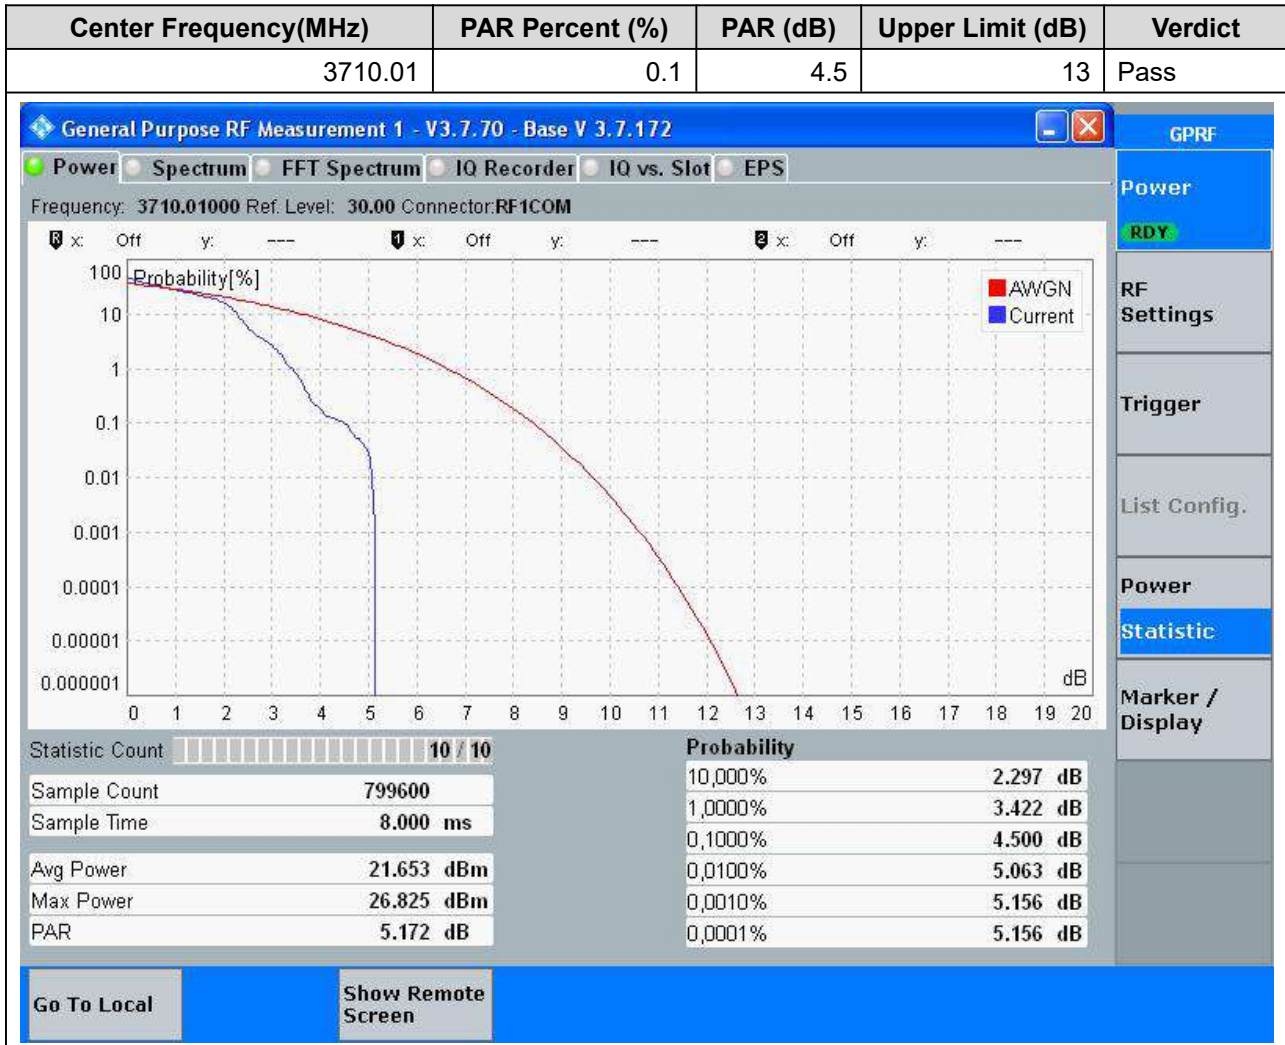 Center Frequency(MHz) PAR Percent (%) PAR (dB) Upper Limit (dB) Verdict
3710.01 0.1 4.5 13 Pass
General Purpose RF Measurement 1 - V3.7.70 - Base V 3.7.172
GPRF
Power Spectrum FFT Spectrum IQ Recorder IQ vs. Slot EPS
Frequency: 3710.01000 Ref. Level: 30.00 Connector:RF1COM
R x: Off y: --- 1 x: Off y: --- 2 x: Off y: ---
Probability[%]
AWGN
Current
100
10
1
0.1
0.01
0.001
0.0001
0.00001
0.000001
dB
0 1 2 3 4 5 6 7 8 9 10 11 12 13 14 15 16 17 18 19 20
Statistic Count 10 / 10
Sample Count 799600
Sample Time 8.000 ms
Avg Power 21.653 dBm
Max Power 26.825 dBm
PAR 5.172 dB
Probability
10,000% 2.297 dB
1,0000% 3.422 dB
0,1000% 4.500 dB
0,0100% 5.063 dB
0,0010% 5.156 dB
0,0001% 5.156 dB
Power
RDY
RF
Settings
Trigger
List Config.
Power
Statistic
Marker /
Display
Go To Local
Show Remote
Screen